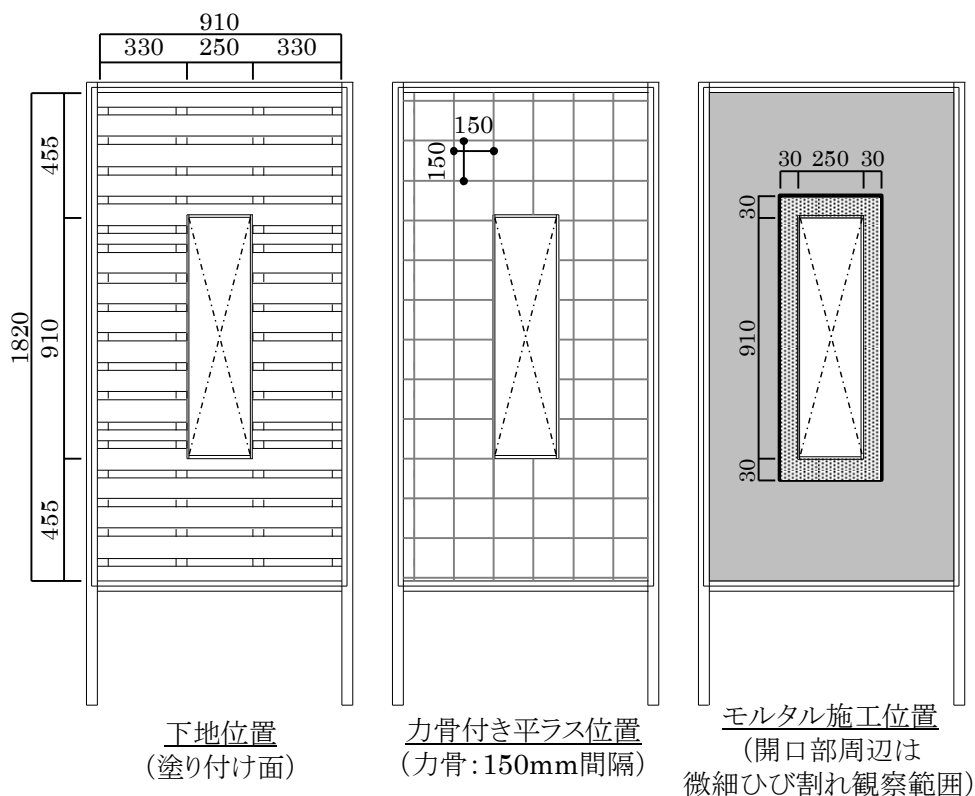 910
330 250 330
455
1820
910
455
150
150
30 250 30
30
910
30
下地位置
(塗り付け面)
力骨付き平ラス位置
(力骨:150mm間隔)
モルタル施工位置
(開口部周辺は
微細ひび割れ観察範囲)